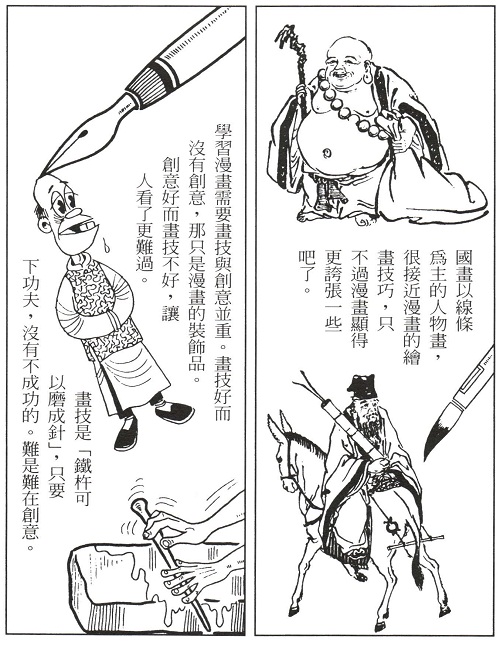 國畫以線條
為主的人物畫，
很接近漫畫的繪
畫技巧，只
不過漫畫顯得
更誇張一些
吧了。
學習漫畫需要畫技與創意並重。畫技好而
沒有創意，那只是漫畫的裝飾品。
創意好而畫技不好，讓
人看了更難過。
畫技是「鐵杵可
以磨成針」，只要
下功夫，沒有不成功的。難是難在創意。